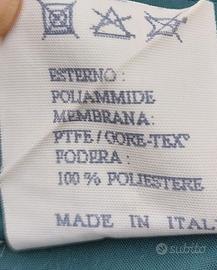 ESTERNO:
POLIAMMIDE
MEMBRANA:
PTFE/GORE-TEX®
FODERA:
100 % POLIESTERE
MADE IN ITAL
subito